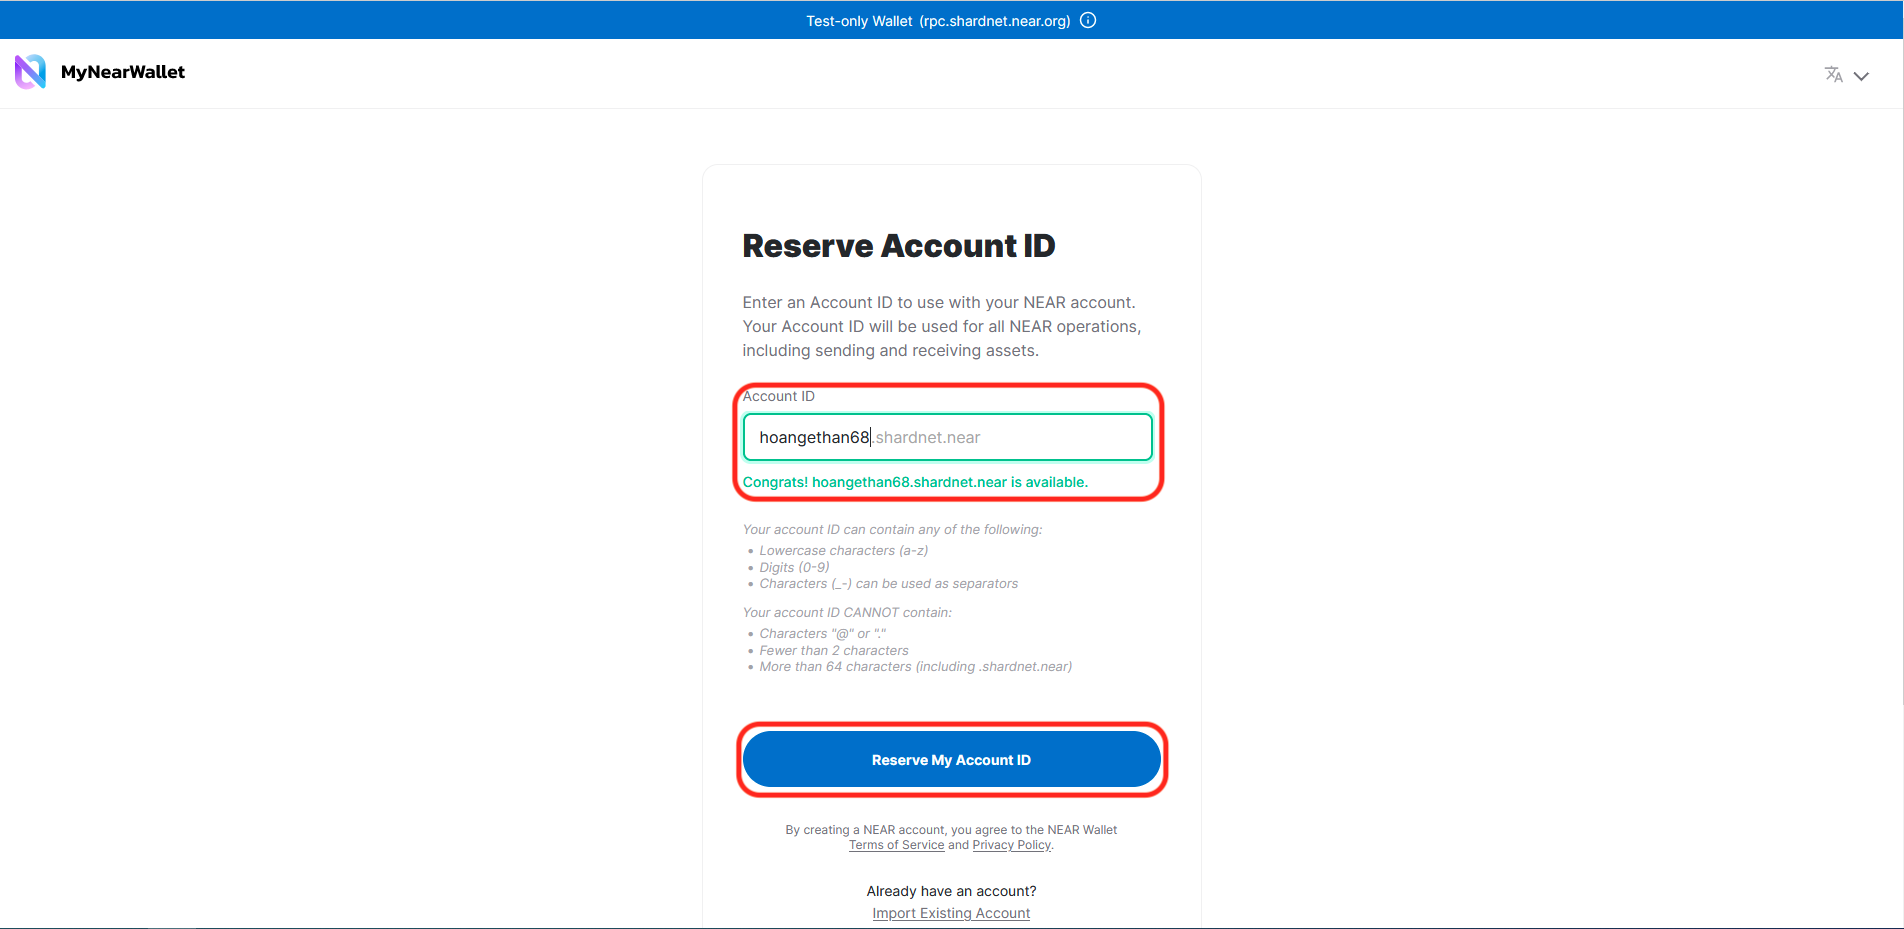 Test-only Wallet (rpc.shardnet.near.org)
MyNearWallet
Reserve Account ID
Enter an Account ID to use with your NEAR account.
Your Account ID will be used for all NEAR operations,
including sending and receiving assets.
Account ID
hoangethan68.shardnet.near
Congrats! hoangethan68.shardnet.near is available.
Your account ID can contain any of the following:
• Lowercase characters (a-z)
• Digits (0-9)
• Characters (_-) can be used as separators
Your account ID CANNOT contain:
• Characters "@" or "."
• Fewer than 2 characters
• More than 64 characters (including .shardnet.near)
Reserve My Account ID
By creating a NEAR account, you agree to the NEAR Wallet
Terms of Service and Privacy Policy.
Already have an account?
Import Existing Account